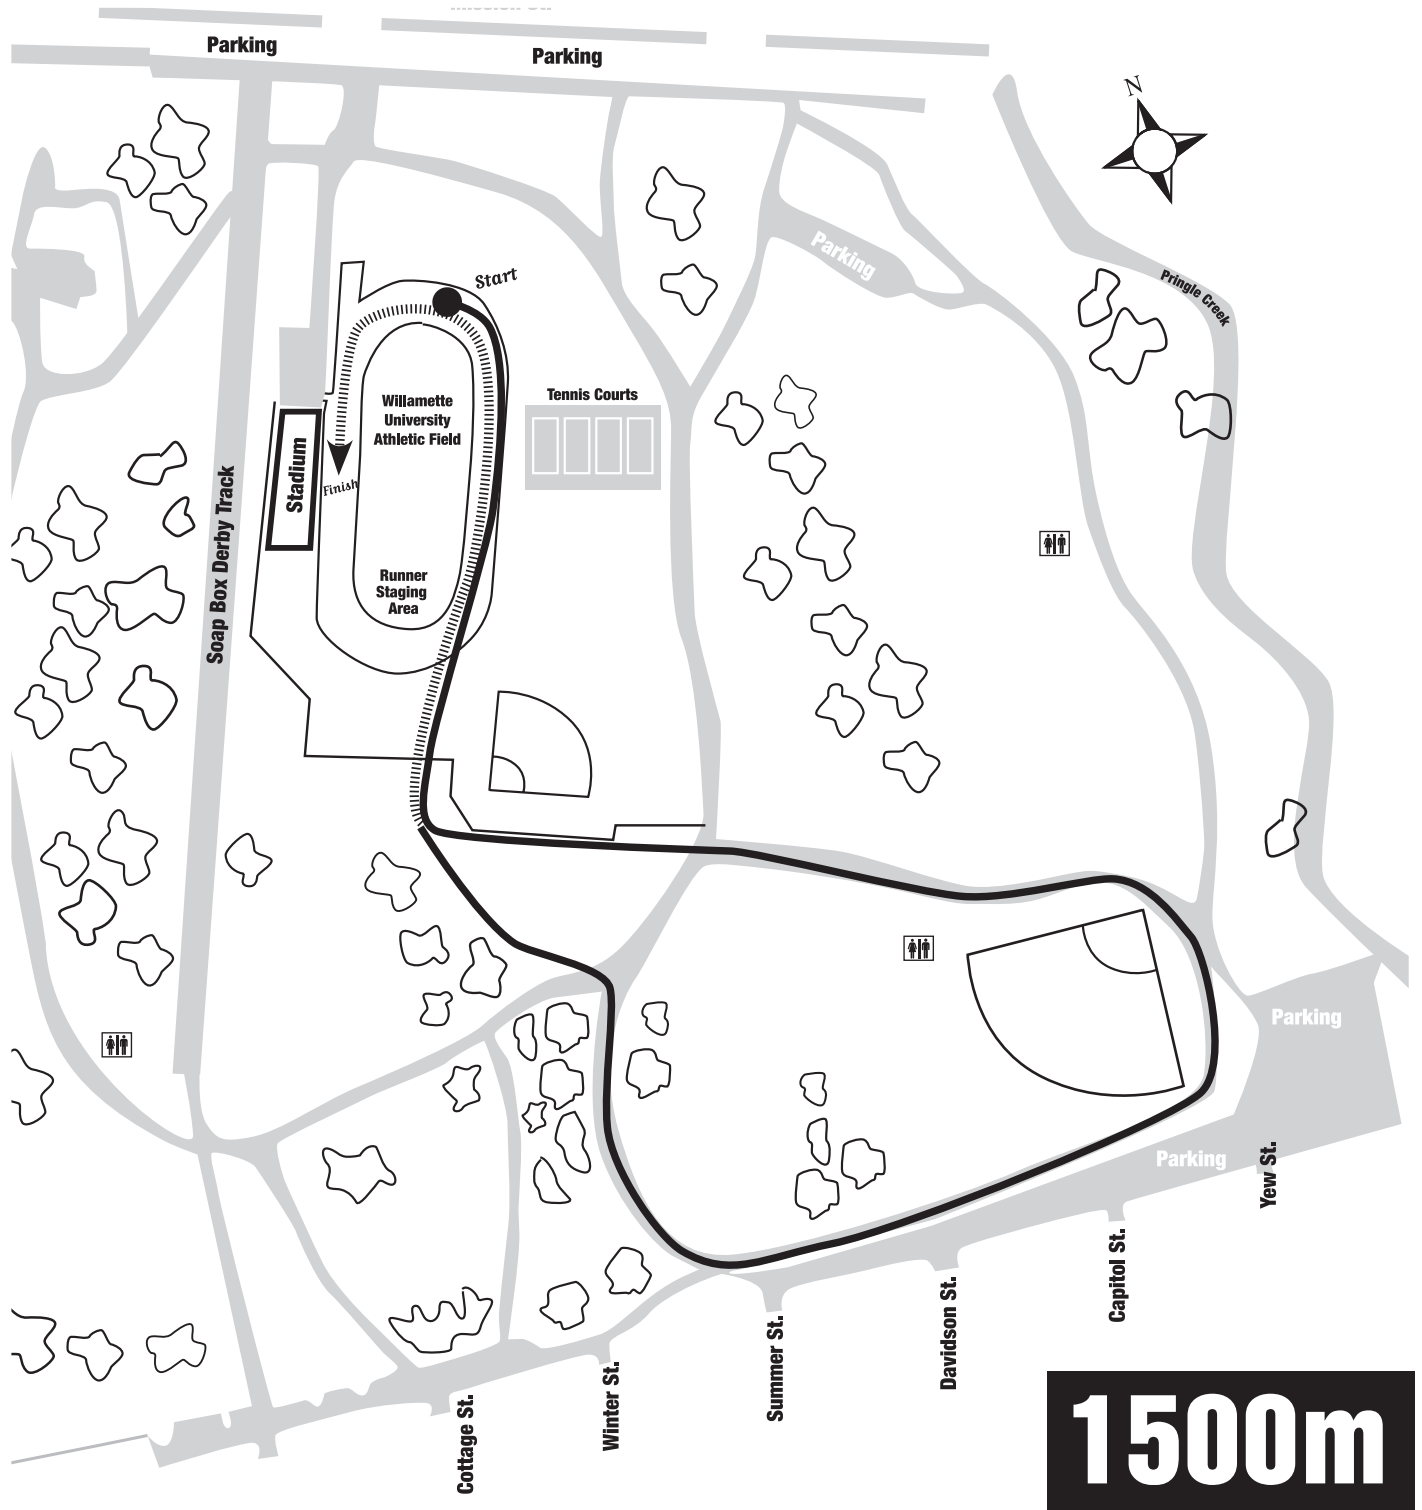 Parking
Parking
N
Parking
Pringle Creek
Start
Tennis Courts
Willamette
University
Athletic Field
Stadium
Finish
Soap Box Derby Track
Runner
Staging
Area
Parking
Parking
Yew St.
Capitol St.
Davidson St.
Summer St.
Winter St.
Cottage St.
1500m